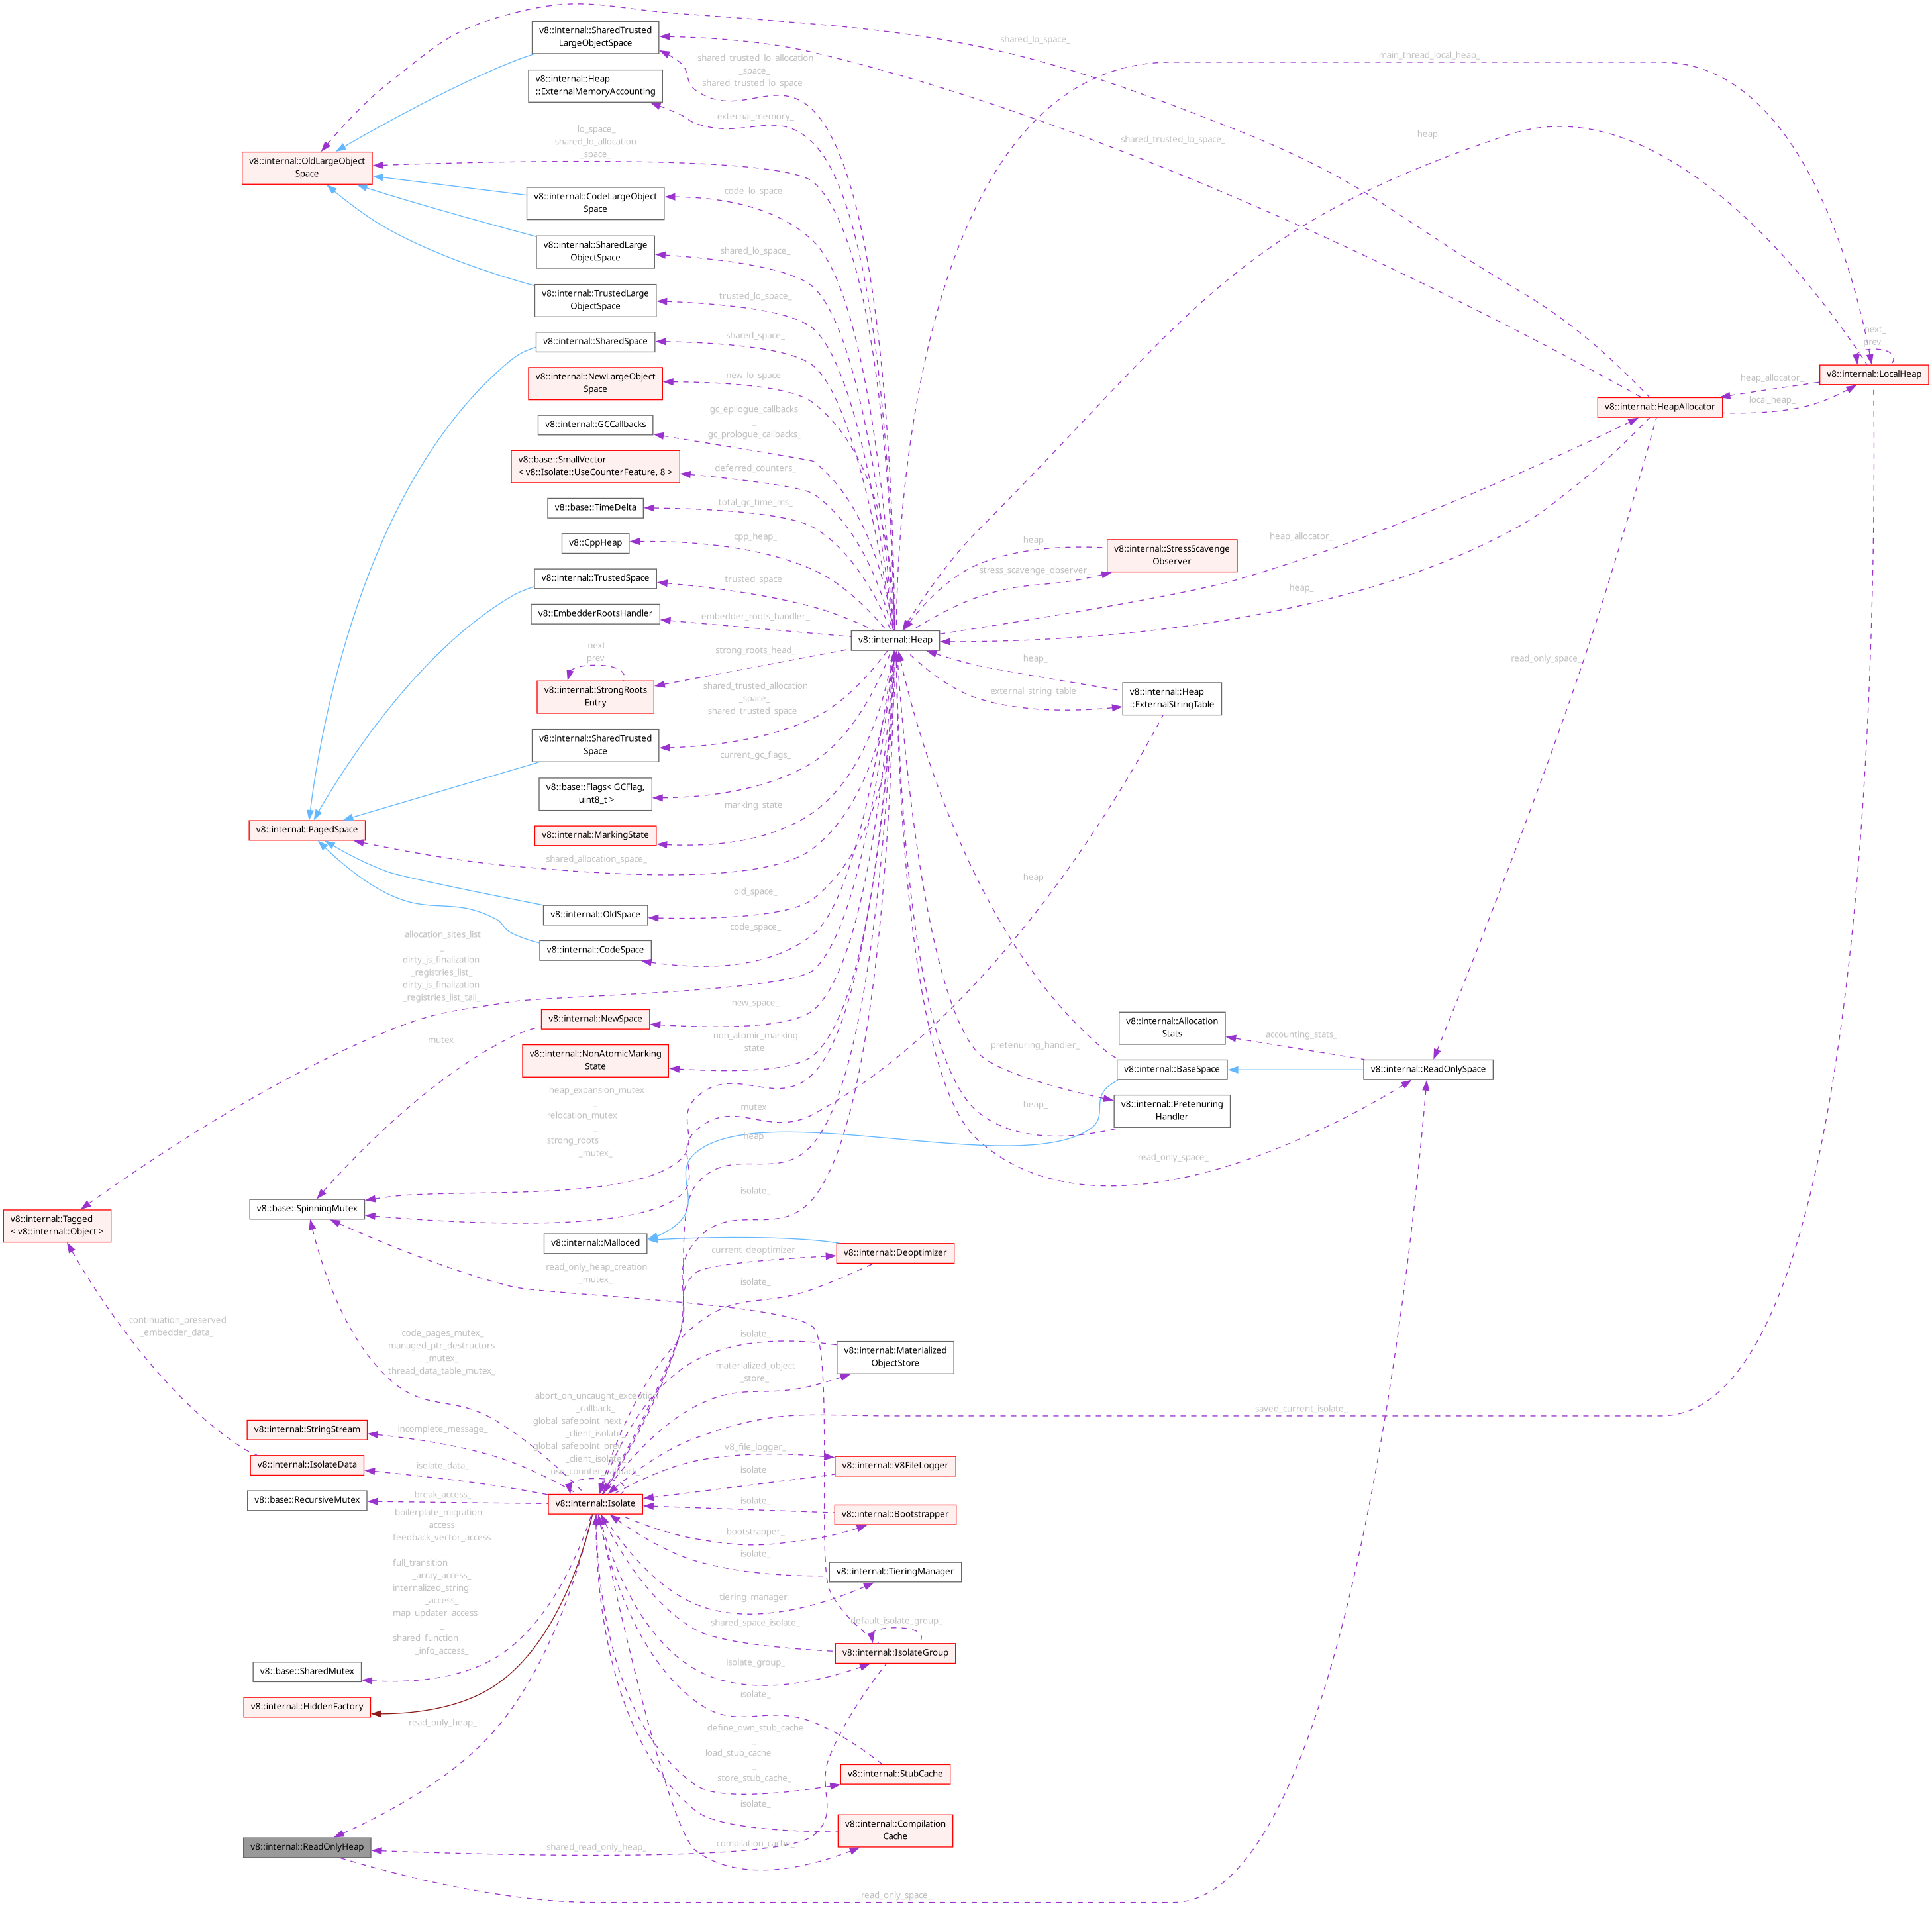 v8::internal::SharedTrusted
LargeObjectSpace
shared_lo_space_
main_thread_local_heap_
shared_trusted_lo_allocation
_space_
shared_trusted_lo_space_
v8::internal::Heap
::ExternalMemoryAccounting
external_memory_
lo_space_
shared_lo_allocation
_space_
shared_trusted_lo_space_
heap_
v8::internal::OldLargeObject
Space
v8::internal::CodeLargeObject
Space
code_lo_space_
v8::internal::SharedLarge
ObjectSpace
shared_lo_space_
v8::internal::TrustedLarge
ObjectSpace
trusted_lo_space_
v8::internal::SharedSpace
shared_space_
next_
prev_
v8::internal::NewLargeObject
Space
new_lo_space_
v8::internal::LocalHeap
heap_allocator_
local_heap_
v8::internal::HeapAllocator
v8::internal::GCCallbacks
gc_epilogue_callbacks
_
gc_prologue_callbacks_
v8::base::SmallVector
< v8::Isolate::UseCounterFeature, 8 >
deferred_counters_
v8::base::TimeDelta
total_gc_time_ms_
v8::CppHeap
cpp_heap_
heap_
v8::internal::StressScavenge
Observer
stress_scavenge_observer_
heap_allocator_
v8::internal::TrustedSpace
trusted_space_
heap_
v8::EmbedderRootsHandler
embedder_roots_handler_
v8::internal::Heap
next
prev
strong_roots_head_
heap_
read_only_space_
v8::internal::StrongRoots
Entry
shared_trusted_allocation
_space_
shared_trusted_space_
external_string_table_
v8::internal::Heap
::ExternalStringTable
v8::internal::SharedTrusted
Space
v8::base::Flags< GCFlag,
uint8_t >
current_gc_flags_
v8::internal::PagedSpace
v8::internal::MarkingState
marking_state_
shared_allocation_space_
heap_
v8::internal::OldSpace
old_space_
v8::internal::CodeSpace
code_space_
allocation_sites_list
_
dirty_js_finalization
_registries_list_
dirty_js_finalization
_registries_list_tail_
v8::internal::NewSpace
new_space_
mutex_
v8::internal::NonAtomicMarking
State
non_atomic_marking
_state_
v8::internal::Allocation
Stats
accounting_stats_
pretenuring_handler_
v8::internal::BaseSpace
v8::internal::ReadOnlySpace
v8::internal::Pretenuring
Handler
heap_
heap_expansion_mutex
_
relocation_mutex
_
strong_roots
_mutex_
mutex_
heap_
read_only_space_
isolate_
v8::base::SpinningMutex
v8::internal::Tagged
< v8::internal::Object >
v8::internal::Malloced
v8::internal::Deoptimizer
current_deoptimizer_
read_only_heap_creation
_mutex_
isolate_
continuation_preserved
_embedder_data_
code_pages_mutex_
managed_ptr_destructors
_mutex_
thread_data_table_mutex_
isolate_
v8::internal::Materialized
ObjectStore
materialized_object
_store_
abort_on_uncaught_exception
_callback_
global_safepoint_next
_client_isolate_
global_safepoint_prev
_client_isolate_
use_counter_callback_
saved_current_isolate_
v8::internal::StringStream
incomplete_message_
v8::internal::IsolateData
isolate_data_
v8_file_logger_
v8::internal::V8FileLogger
isolate_
v8::base::RecursiveMutex
break_access_
v8::internal::Isolate
isolate_
v8::internal::Bootstrapper
bootstrapper_
boilerplate_migration
_access_
feedback_vector_access
_
full_transition
_array_access_
internalized_string
_access_
map_updater_access
_
shared_function
_info_access_
isolate_
v8::internal::TieringManager
tiering_manager_
shared_space_isolate_
default_isolate_group_
v8::internal::IsolateGroup
isolate_group_
v8::base::SharedMutex
v8::internal::HiddenFactory
isolate_
read_only_heap_
define_own_stub_cache
_
load_stub_cache
_
store_stub_cache_
v8::internal::StubCache
isolate_
v8::internal::Compilation
Cache
compilation_cache_
v8::internal::ReadOnlyHeap
shared_read_only_heap_
read_only_space_